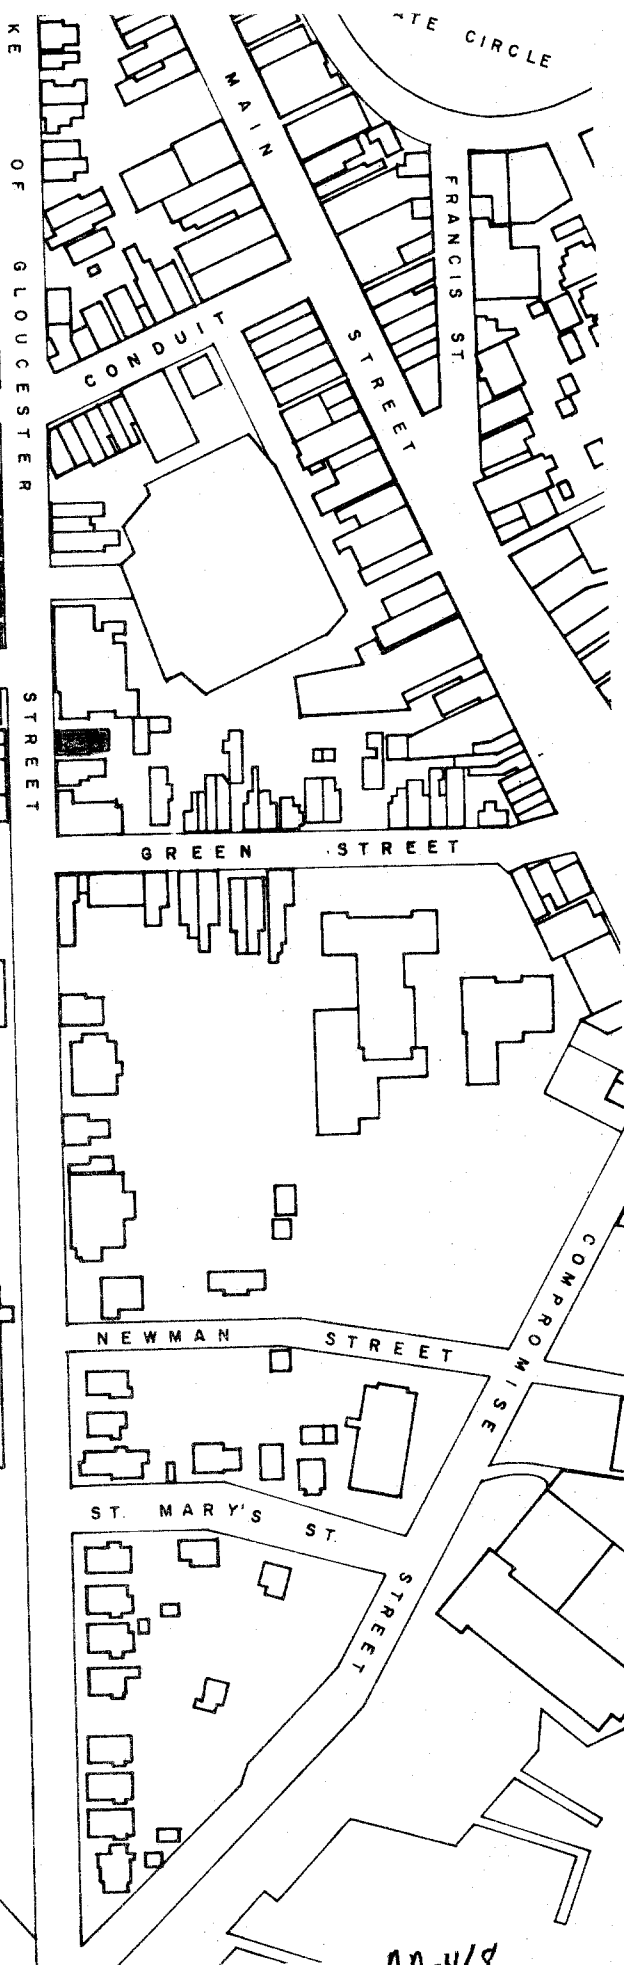 ATE CIRCLE
KE OF GLOUCESTER STREET
MAIN STREET
FRANCIS ST.
CONDUIT
GREEN STREET
COMPROMISE STREET
NEWMAN STREET
ST. MARY'S ST.